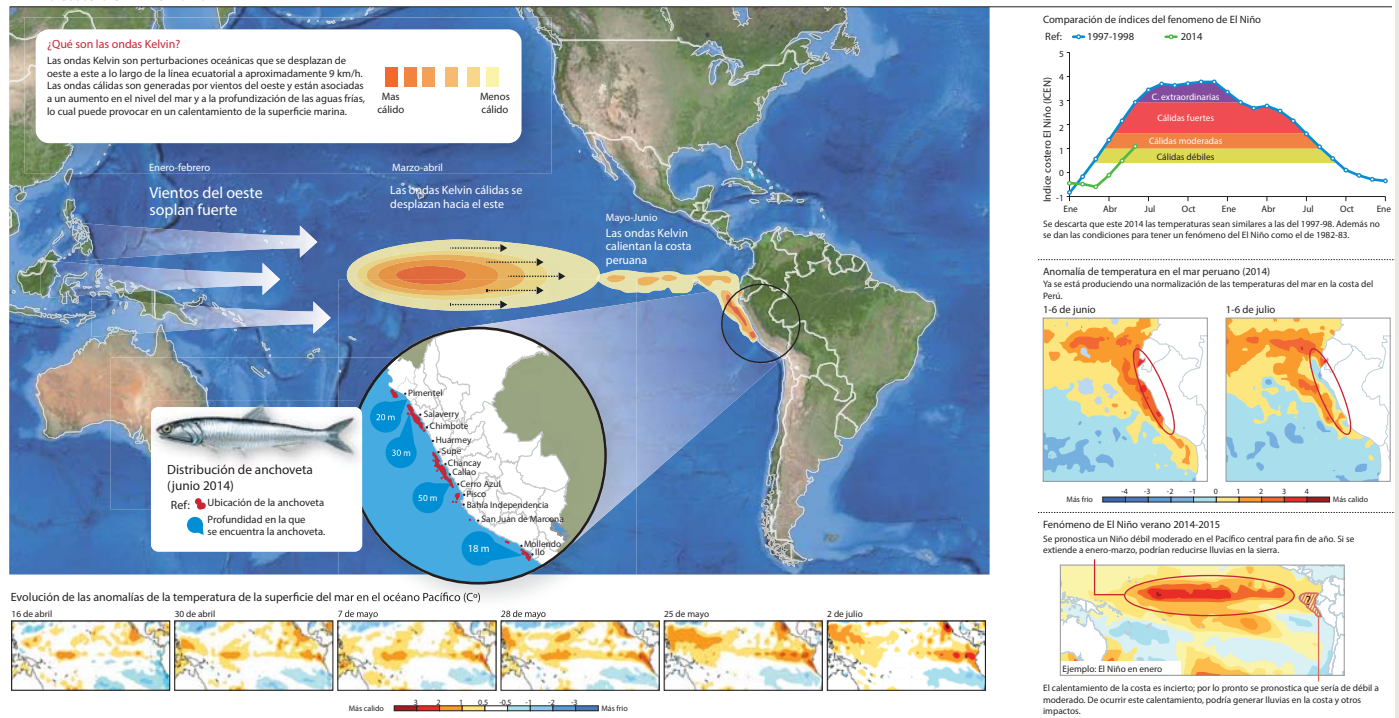 ¿Qué son las ondas Kelvin?
Las ondas Kelvin son perturbaciones oceánicas que se desplazan de
oeste a este a lo largo de la línea ecuatorial a aproximadamente 9 km/h.
Las ondas cálidas son generadas por vientos del oeste y están asociadas
a un aumento en el nivel del mar y a la profundización de las aguas frías,
lo cual puede provocar en un calentamiento de la superficie marina.
Mas
cálido
Menos
cálido
Enero-febrero
Vientos del oeste
soplan fuerte
Marzo-abril
Las ondas Kelvin cálidas se
desplazan hacia el este
Mayo-Junio
Las ondas Kelvin
calientan la costa
peruana
Pimentel
Salaverry
Chimbote
Huarmey
Supe
Chancay
Callao
Cerro Azul
Pisco
Bahía Independencia
San Juan de Marcona
Mollendo
Ilo
20 m
30 m
50 m
18 m
Distribución de anchoveta
(junio 2014)
Ref: Ubicación de la anchoveta
Profundidad en la que
se encuentra la anchoveta.
Evolución de las anomalías de la temperatura de la superficie del mar en el océano Pacífico (Cº)
16 de abril
30 de abril
7 de mayo
28 de mayo
25 de mayo
2 de julio
Más calido 3 2 1 0.5 -0.5 -1 -2 -3 Más frio
Comparación de índices del fenomeno de El Niño
Ref: 1997-1998 2014
Indice costero El Niño (ICEN)
5
4
3
2
1
0
-1
C. extraordinarias
Cálidas fuertes
Cálidas moderadas
Cálidas débiles
Ene Abr Jul Oct Ene Abr Jul Oct Ene
Se descarta que este 2014 las temperaturas sean similares a las del 1997-98. Además no
se dan las condiciones para tener un fenómeno del El Niño como el de 1982-83.
Anomalía de temperatura en el mar peruano (2014)
Ya se está produciendo una normalización de las temperaturas del mar en la costa del
Perú.
1-6 de junio
1-6 de julio
Más frio -4 -3 -2 -1 0 1 2 3 4 Más calido
Fenómeno de El Niño verano 2014-2015
Se pronostica un Niño débil moderado en el Pacífico central para fin de año. Si se
extiende a enero-marzo, podrían reducirse lluvias en la sierra.
?
Ejemplo: El Niño en enero
El calentamiento de la costa es incierto; por lo pronto se pronostica que sería de débil a
moderado. De ocurrir este calentamiento, podría generar lluvias en la costa y otros
impactos.